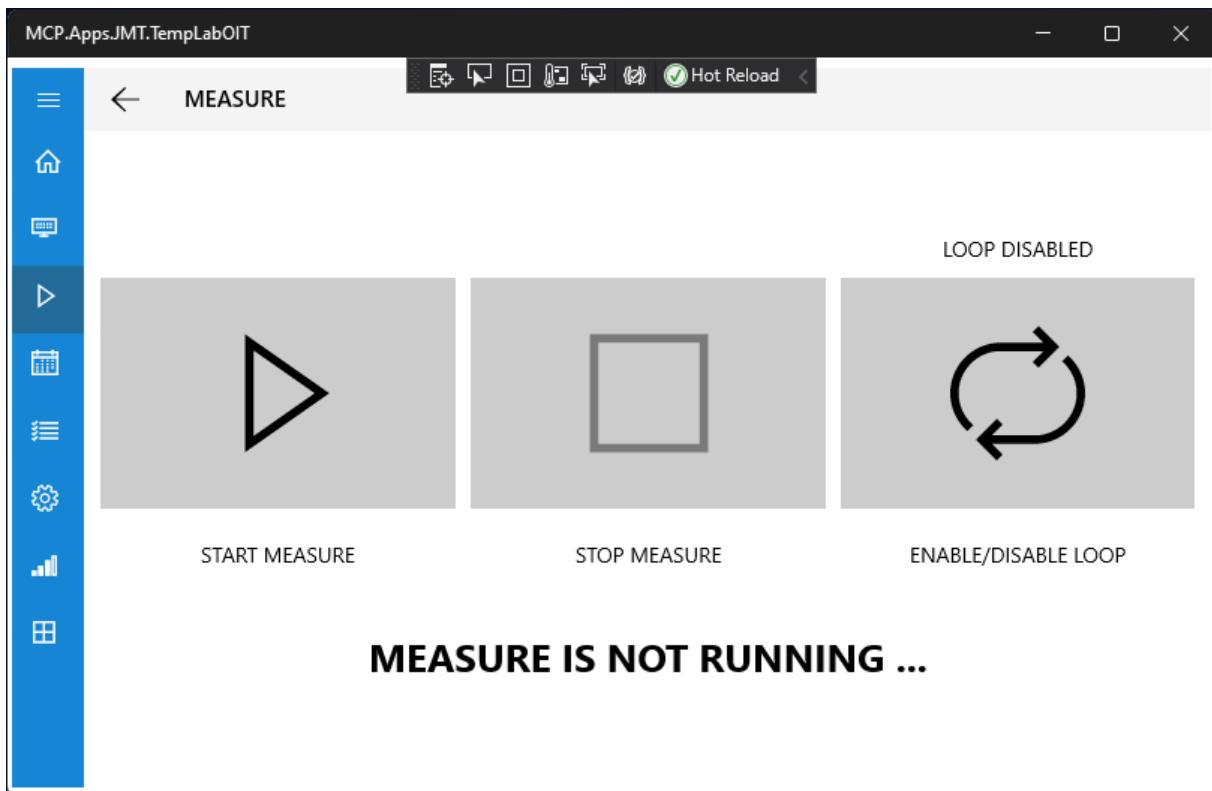 MCP.Apps.JMT.TempLabOIT
Hot Reload
MEASURE
LOOP DISABLED
START MEASURE
STOP MEASURE
ENABLE/DISABLE LOOP
MEASURE IS NOT RUNNING ...